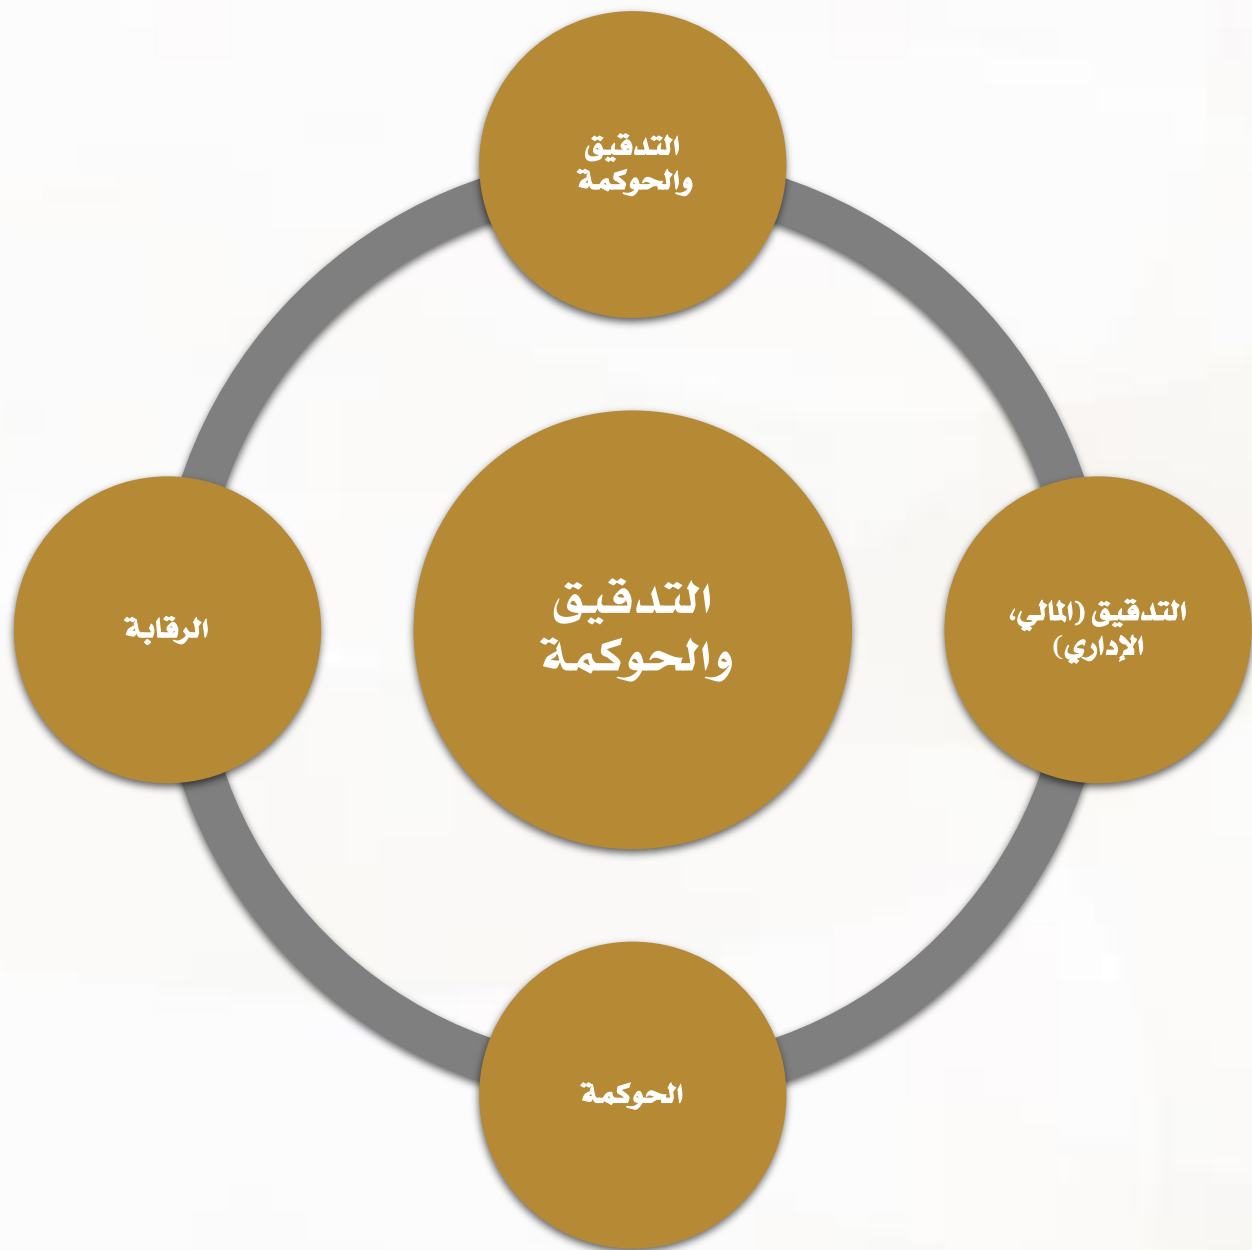 التدقيق
والحوكمة
التدقيق (المالي،
الإداري)
الحوكمة
الرقابة
التدقيق
والحوكمة